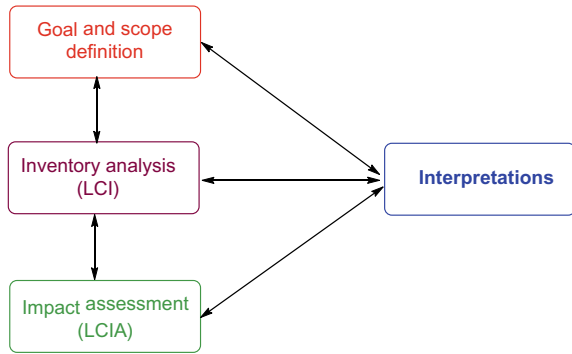 Goal and scope
definition
Inventory analysis
(LCI)
Interpretations
Impact assessment
(LCIA)